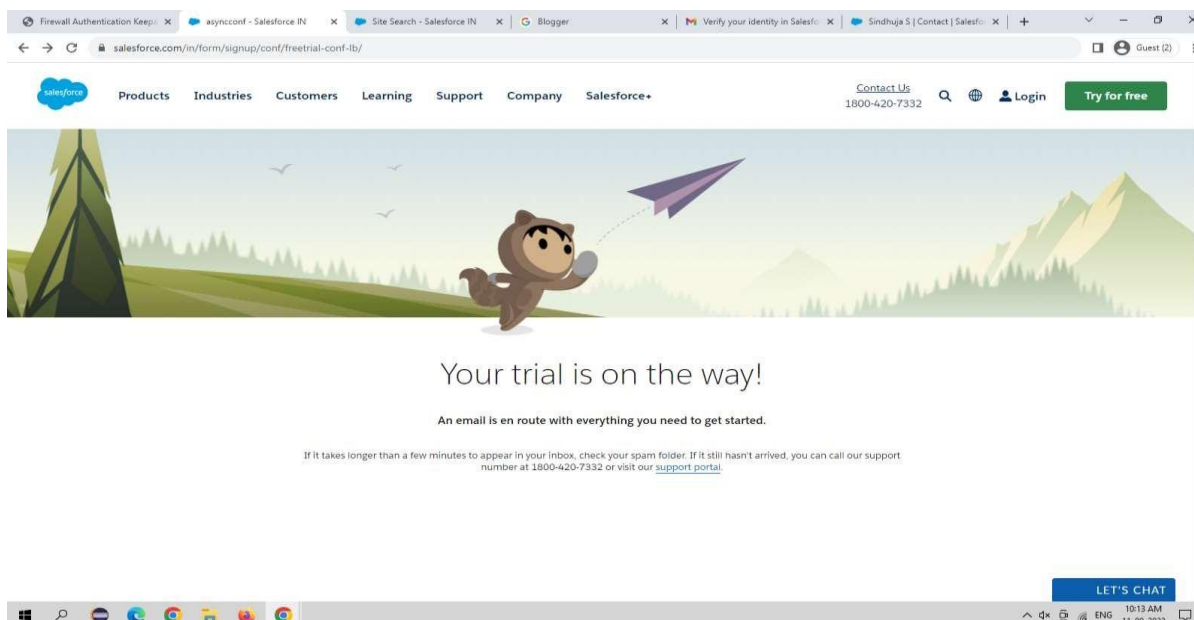 Firewall Authentication Keepa
asyncconf - Salesforce IN
Site Search - Salesforce IN
Blogger
Verify your identity in Salesfo
Sindhuja S | Contact | Salesfo
salesforce.com/in/form/signup/conf/freetrial-conf-lb/
Guest (2)
salesforce
Products Industries Customers Learning Support Company Salesforce+
Contact Us
1800-420-7332
Login
Try for free
Your trial is on the way!
An email is en route with everything you need to get started.
If it takes longer than a few minutes to appear in your inbox, check your spam folder. If it still hasn't arrived, you can call our support
number at 1800-420-7332 or visit our support portal.
LET'S CHAT
ENG
10:13 AM